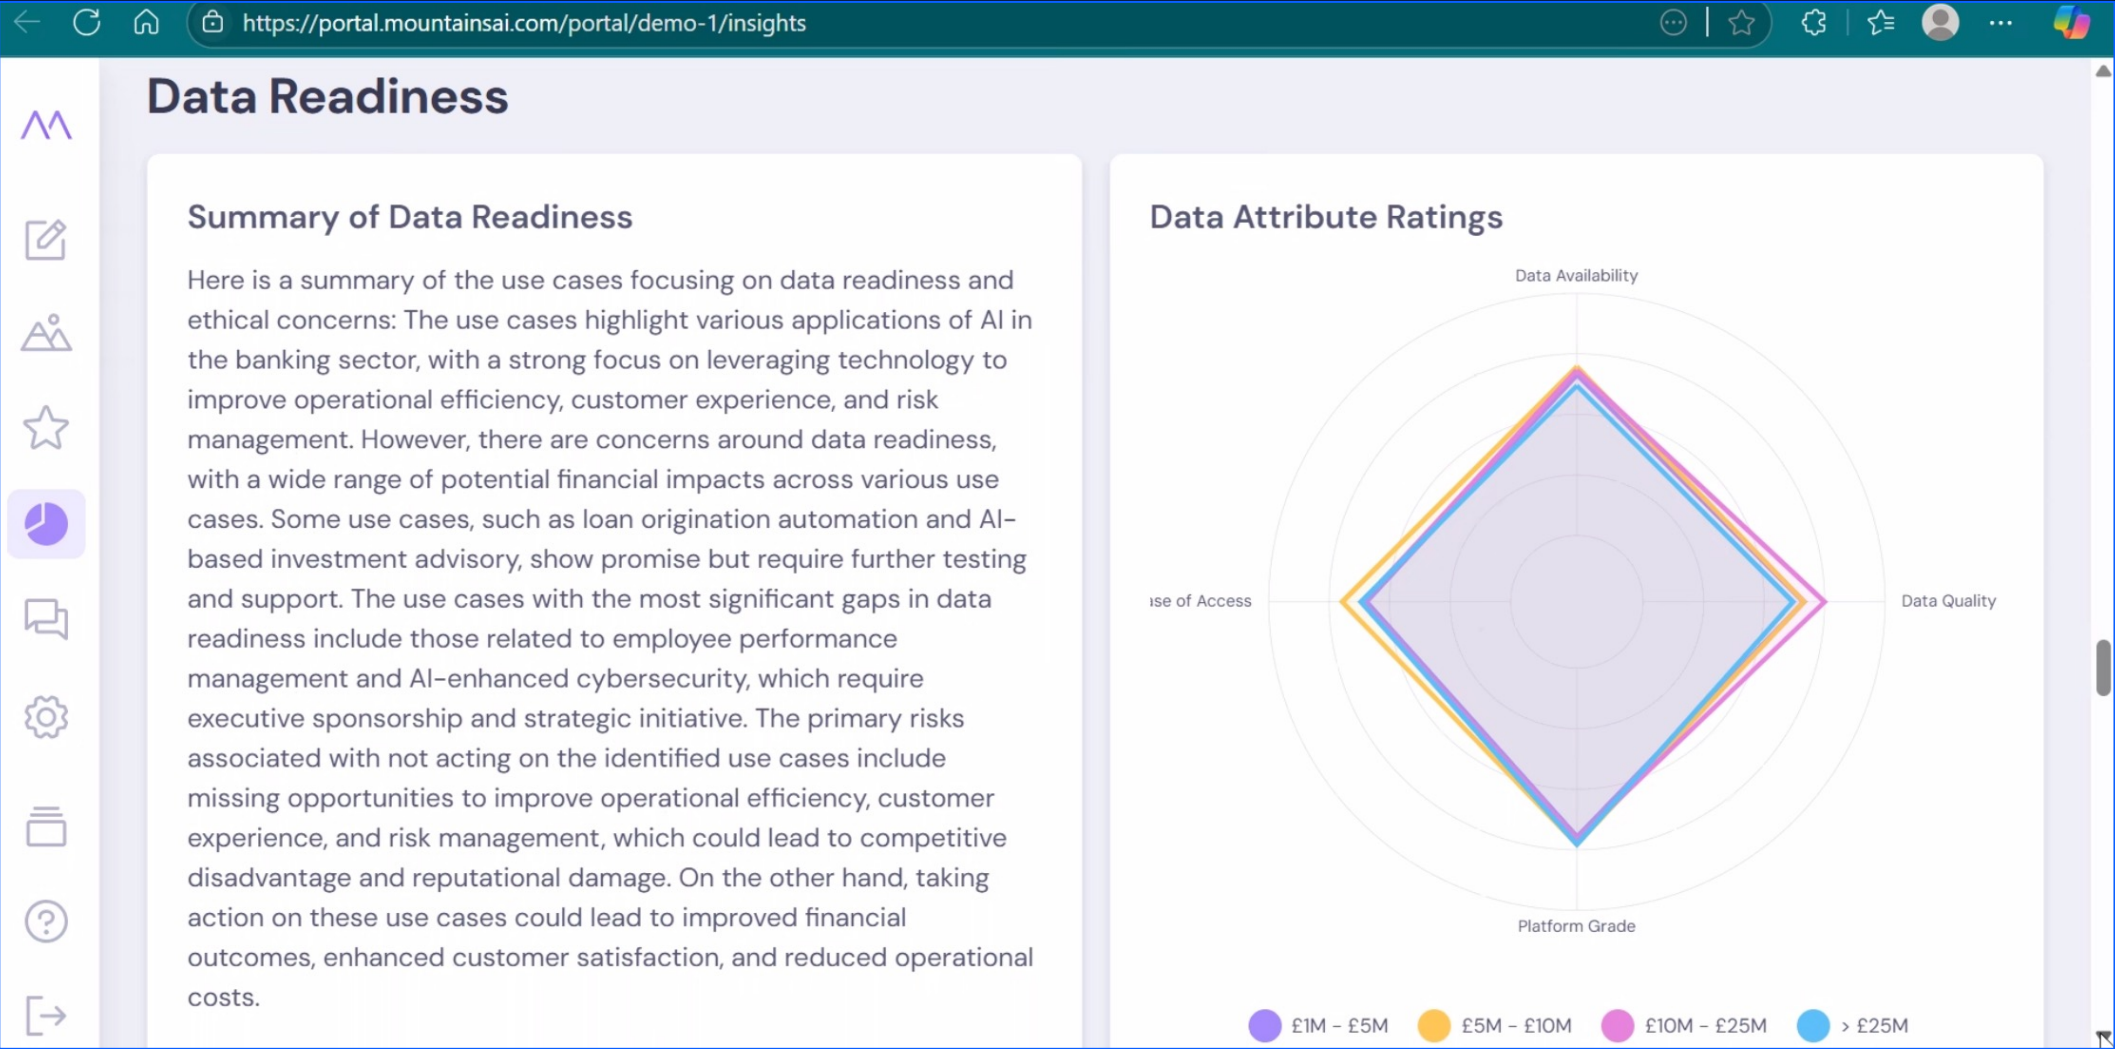 https://portal.mountainsai.com/portal/demo-1/insights
Data Readiness
Summary of Data Readiness
Here is a summary of the use cases focusing on data readiness and
ethical concerns: The use cases highlight various applications of AI in
the banking sector, with a strong focus on leveraging technology to
improve operational efficiency, customer experience, and risk
management. However, there are concerns around data readiness,
with a wide range of potential financial impacts across various use
cases. Some use cases, such as loan origination automation and AI-
based investment advisory, show promise but require further testing
and support. The use cases with the most significant gaps in data
readiness include those related to employee performance
management and AI-enhanced cybersecurity, which require
executive sponsorship and strategic initiative. The primary risks
associated with not acting on the identified use cases include
missing opportunities to improve operational efficiency, customer
experience, and risk management, which could lead to competitive
disadvantage and reputational damage. On the other hand, taking
action on these use cases could lead to improved financial
outcomes, enhanced customer satisfaction, and reduced operational
costs.
Data Attribute Ratings
Data Availability
of Access
Data Quality
Platform Grade
£1M - £5M
£5M - £10M
£10M - £25M
> £25M